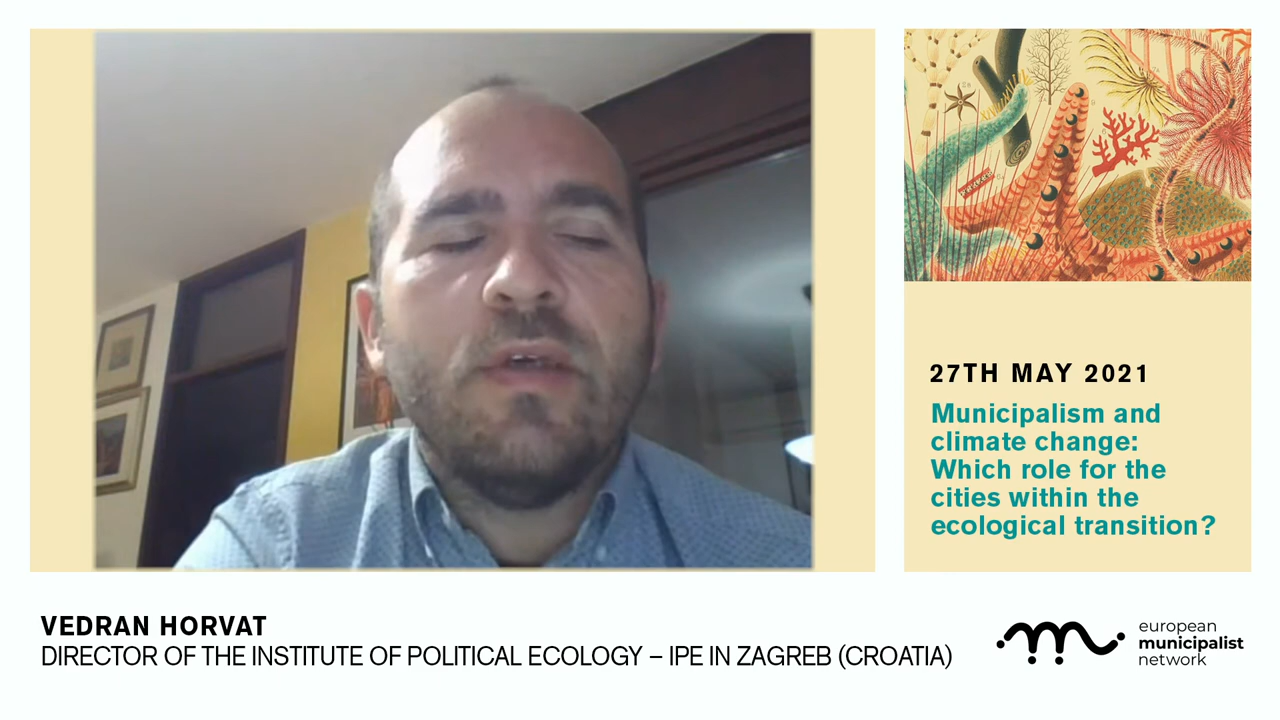 27TH MAY 2021
Municipalism and
climate change:
Which role for the
cities within the
ecological transition?
VEDRAN HORVAT
DIRECTOR OF THE INSTITUTE OF POLITICAL ECOLOGY – IPE IN ZAGREB (CROATIA)
european
municipalist
network